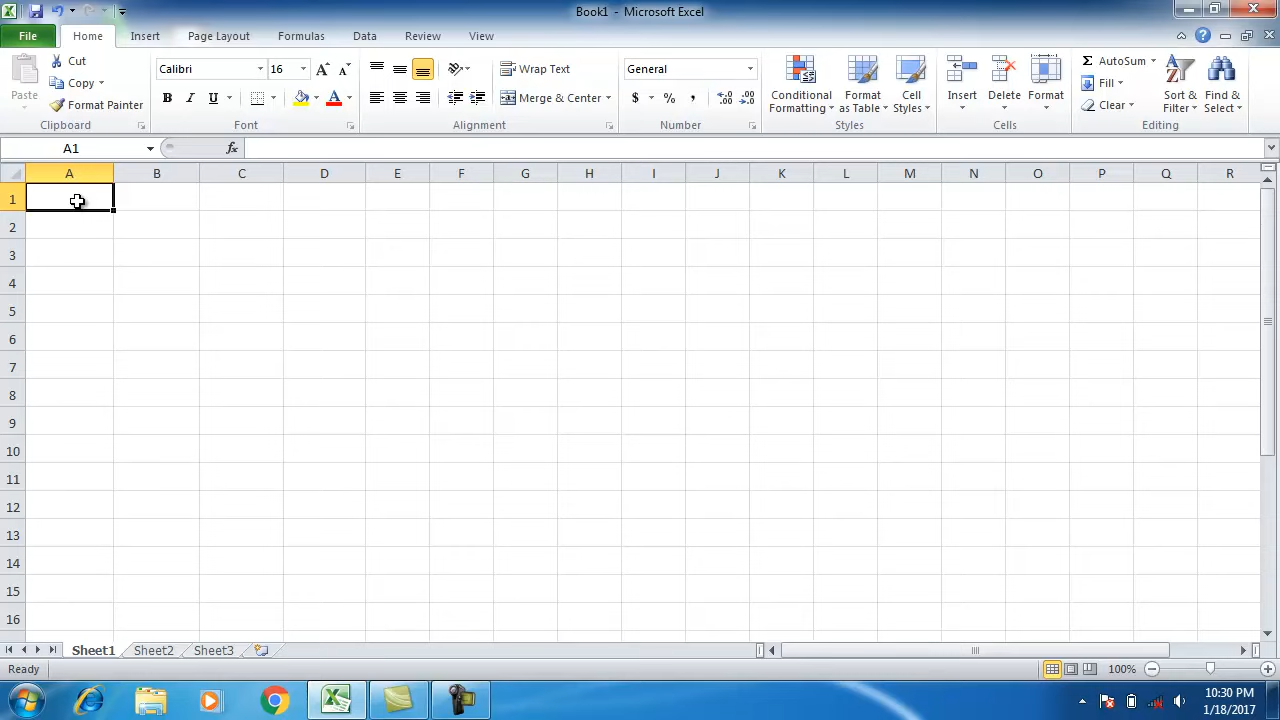 Book1 - Microsoft Excel
File Home Insert Page Layout Formulas Data Review View
Paste
Cut
Copy
Format Painter
Clipboard
Calibri 16
B I U
Font
Wrap Text
Merge & Center
Alignment
General
$ % ,
Number
Conditional Formatting
Format as Table
Cell Styles
Styles
Insert
Delete
Format
Cells
AutoSum
Fill
Clear
Sort & Filter
Find & Select
Editing
A1 fx
A B C D E F G H I J K L M N O P Q R
1
2
3
4
5
6
7
8
9
10
11
12
13
14
15
16
Sheet1 Sheet2 Sheet3
Ready 100%
10:30 PM
1/18/2017